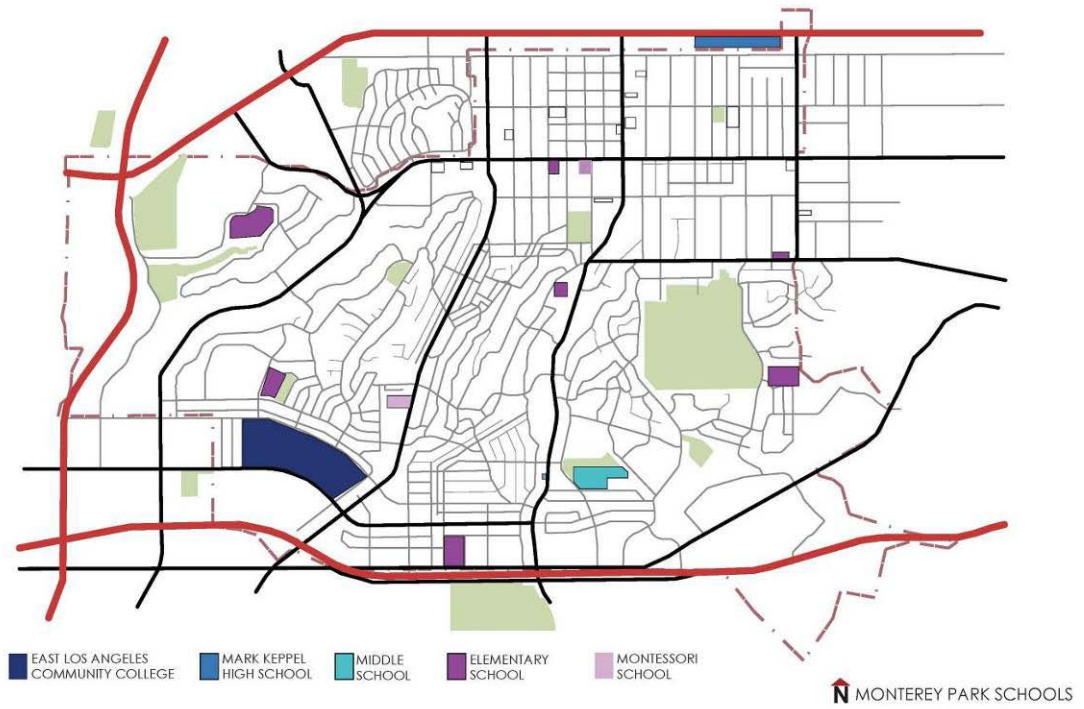 EAST LOS ANGELES
COMMUNITY COLLEGE
MARK KEPPEL
HIGH SCHOOL
MIDDLE
SCHOOL
ELEMENTARY
SCHOOL
MONTESSORI
SCHOOL
N MONTEREY PARK SCHOOLS